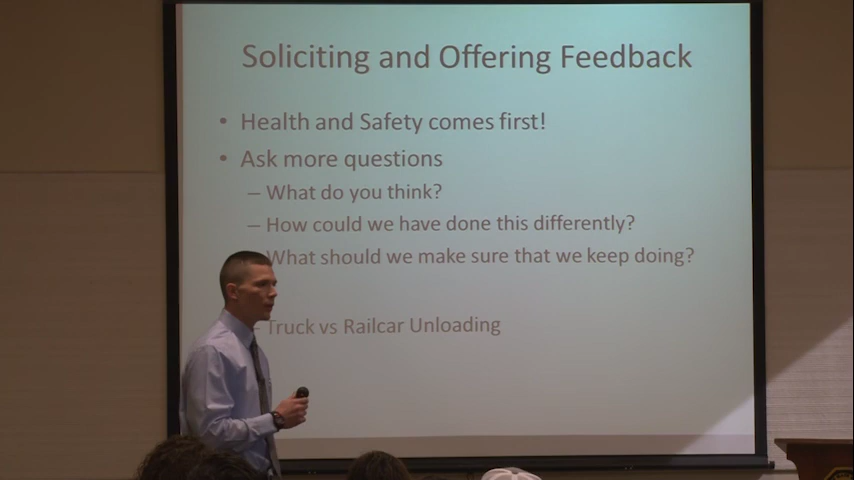 Soliciting and Offering Feedback
• Health and Safety comes first!
• Ask more questions
– What do you think?
– How could we have done this differently?
What should we make sure that we keep doing?
– Truck vs Railcar Unloading